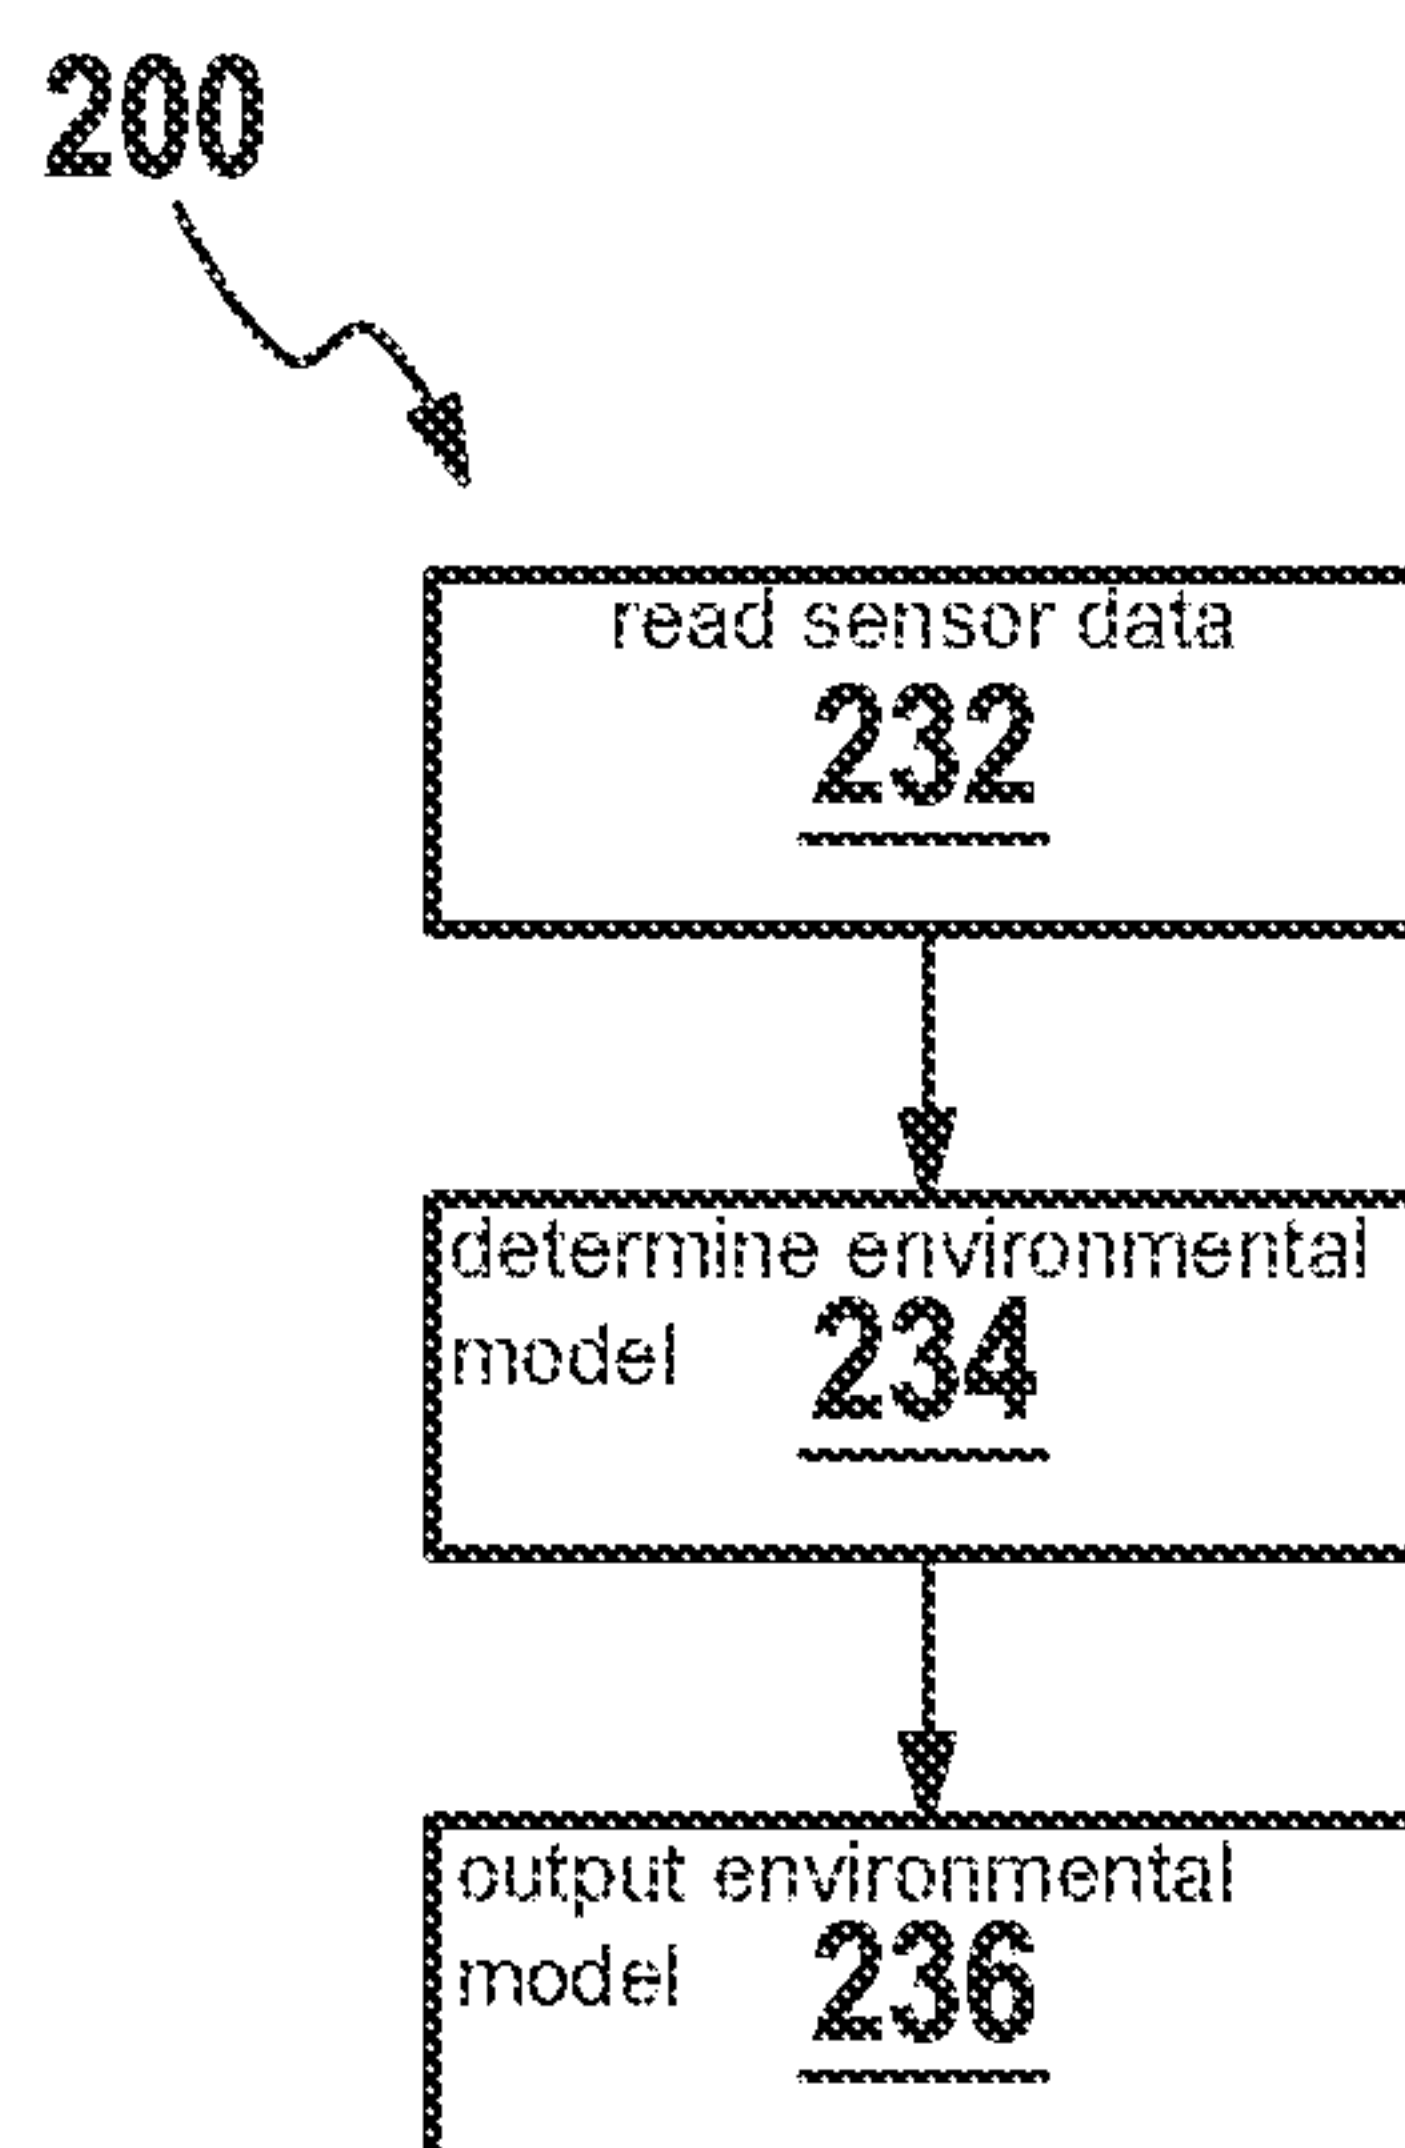 200
read sensor data
232
determine environmental
model 234
output environmental
model 236